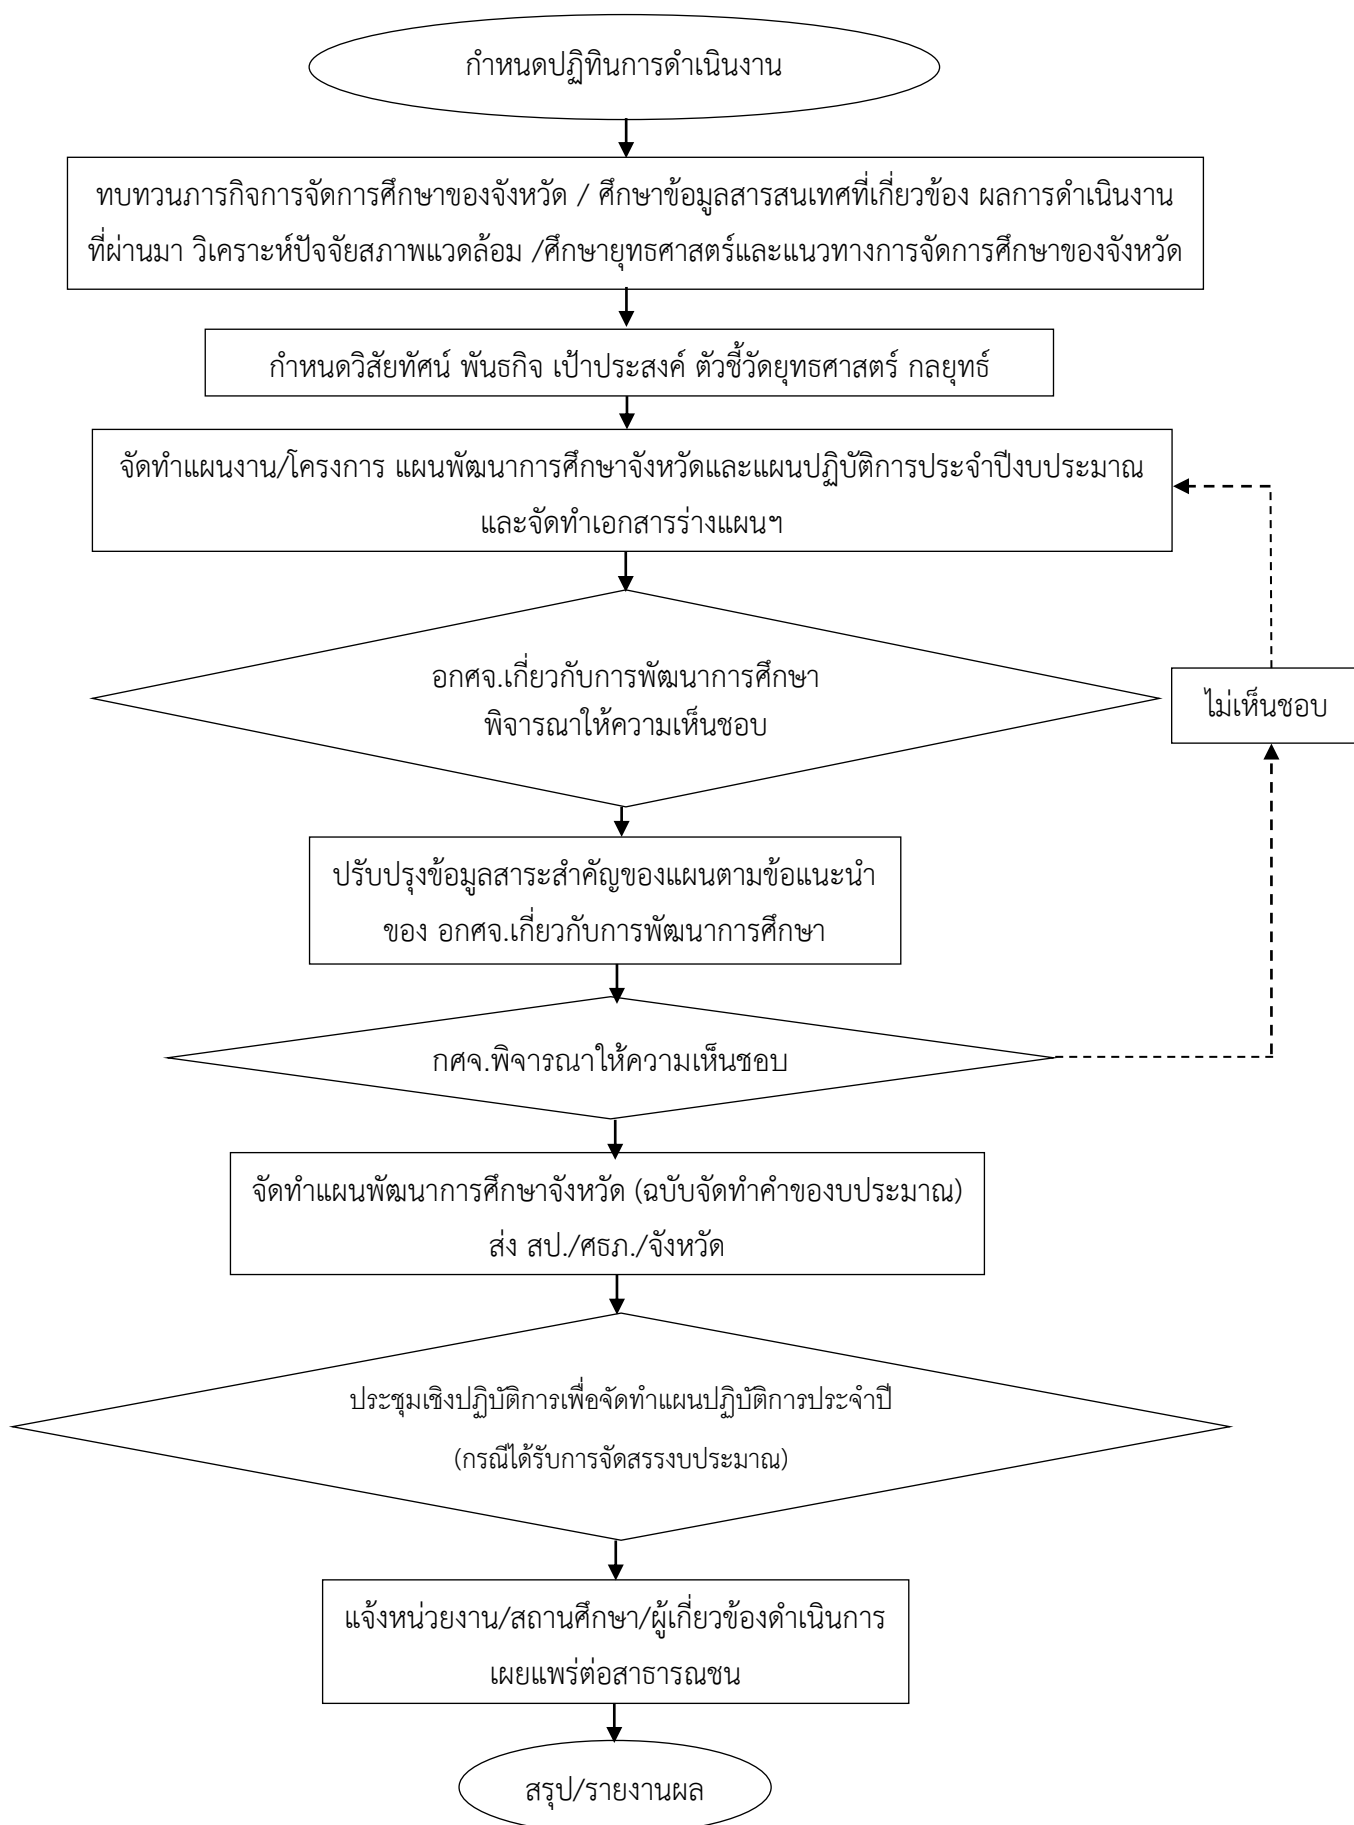 กำหนดปฏิทินการดำเนินงาน
ทบทวนภารกิจการจัดการศึกษาของจังหวัด / ศึกษาข้อมูลสารสนเทศที่เกี่ยวข้อง ผลการดำเนินงาน
ที่ผ่านมา วิเคราะห์ปัจจัยสภาพแวดล้อม /ศึกษายุทธศาสตร์และแนวทางการจัดการศึกษาของจังหวัด
กำหนดวิสัยทัศน์ พันธกิจ เป้าประสงค์ ตัวชี้วัดยุทธศาสตร์ กลยุทธ์
จัดทำแผนงาน/โครงการ แผนพัฒนาการศึกษาจังหวัดและแผนปฏิบัติการประจำปีงบประมาณ
และจัดทำเอกสารร่างแผนฯ
อกศจ.เกี่ยวกับการพัฒนาการศึกษา
พิจารณาให้ความเห็นชอบ
ไม่เห็นชอบ
ปรับปรุงข้อมูลสาระสำคัญของแผนตามข้อแนะนำ
ของ อกศจ.เกี่ยวกับการพัฒนาการศึกษา
กศจ.พิจารณาให้ความเห็นชอบ
จัดทำแผนพัฒนาการศึกษาจังหวัด (ฉบับจัดทำคำของบประมาณ)
ส่ง สป./ศธภ./จังหวัด
ประชุมเชิงปฏิบัติการเพื่อจัดทำแผนปฏิบัติการประจำปี
(กรณีได้รับการจัดสรรงบประมาณ)
แจ้งหน่วยงาน/สถานศึกษา/ผู้เกี่ยวข้องดำเนินการ
เผยแพร่ต่อสาธารณชน
สรุป/รายงานผล